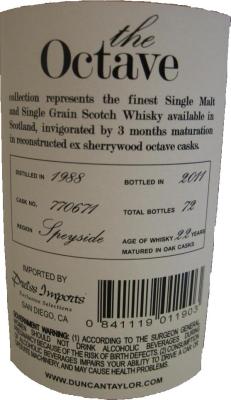 the
Octave
collection represents the finest Single Malt
and Single Grain Scotch Whisky available in
Scotland, invigorated by 3 months maturation
in reconstructed ex sherrywood octave casks.
DISTILLED IN 1988 BOTTLED IN 2011
CASK NO. 770671 TOTAL BOTTLES 72
REGION Speyside AGE OF WHISKY 22 YEARS
MATURED IN OAK CASKS
IMPORTED BY
Preiss Imports
Exclusive Selections
SAN DIEGO, CA
0 841119 011903
GOVERNMENT WARNING: (1) ACCORDING TO THE SURGEON GENERAL,
WOMEN SHOULD NOT DRINK ALCOHOLIC BEVERAGES DURING
PREGNANCY BECAUSE OF THE RISK OF BIRTH DEFECTS. (2) CONSUMPTION
BEVERAGES IMPAIRS YOUR ABILITY TO DRIVE A CAR OR
MACHINERY, AND MAY CAUSE HEALTH PROBLEMS.
WWW.DUNCANTAYLOR.COM